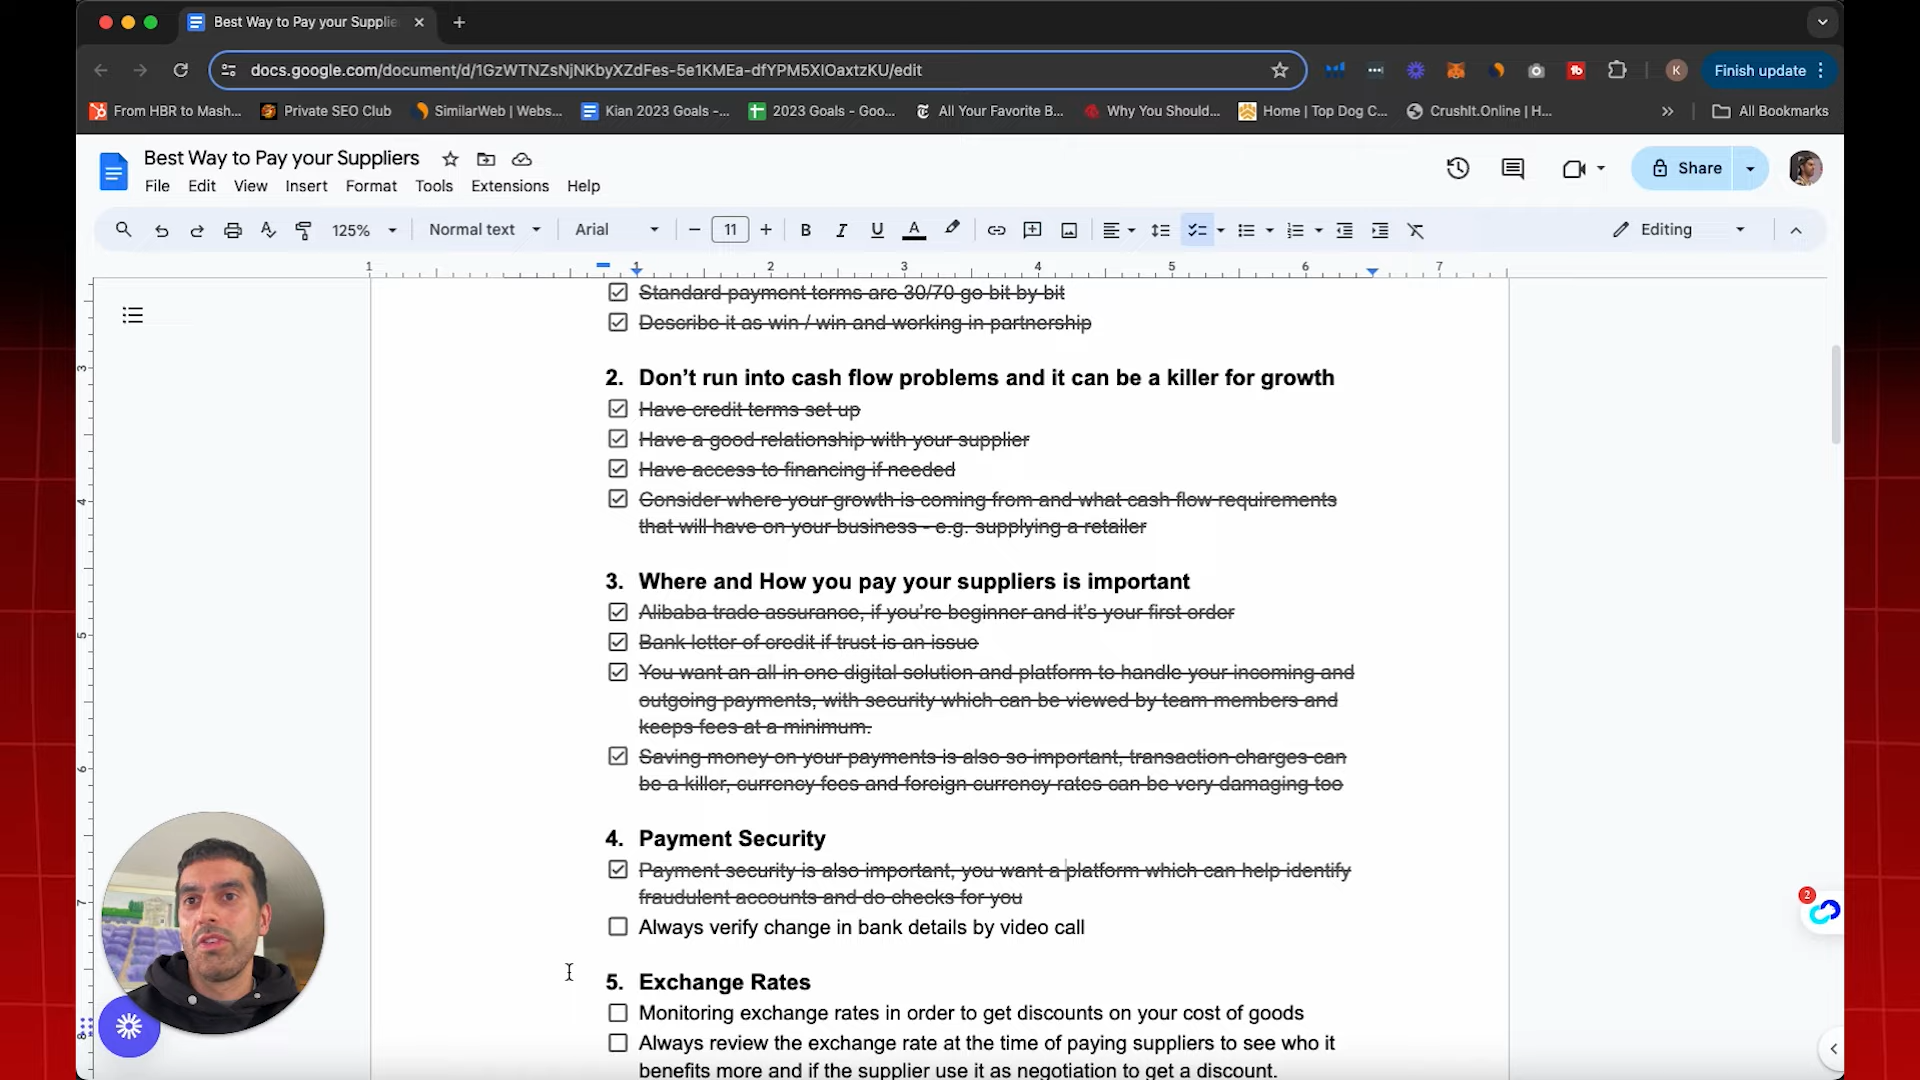 Best Way to Pay your Supplie
docs.google.com/document/d/1GzWTNZsNjNKbyXZdFes-5e1KMEa-dfYPM5XIOaxtzKU/edit
K
Finish update
From HBR to Mash...
Private SEO Club
SimilarWeb | Webs...
Kian 2023 Goals -...
2023 Goals - Goo...
All Your Favorite B...
Why You Should...
Home | Top Dog C...
CrushIt.Online | H...
All Bookmarks
Best Way to Pay your Suppliers
Share
File Edit View Insert Format Tools Extensions Help
125%
Normal text
Arial
11
Editing
1 1 2 3 4 5 6 7
Standard payment terms are 30/70 go bit by bit
Describe it as win / win and working in partnership
3
2. Don't run into cash flow problems and it can be a killer for growth
Have credit terms set up
Have a good relationship with your supplier
Have access to financing if needed
4
Consider where your growth is coming from and what cash flow requirements
that will have on your business - e.g. supplying a retailer
3. Where and How you pay your suppliers is important
Alibaba trade assurance, if you're beginner and it's your first order
5
Bank letter of credit if trust is an issue
You want an all in one digital solution and platform to handle your incoming and
outgoing payments, with security which can be viewed by team members and
keeps fees at a minimum.
6
Saving money on your payments is also so important, transaction charges can
be a killer, currency fees and foreign currency rates can be very damaging too
4. Payment Security
Payment security is also important, you want a platform which can help identify
fraudulent accounts and do checks for you
7
2
Always verify change in bank details by video call
5. Exchange Rates
Monitoring exchange rates in order to get discounts on your cost of goods
8
Always review the exchange rate at the time of paying suppliers to see who it
benefits more and if the supplier use it as negotiation to get a discount.